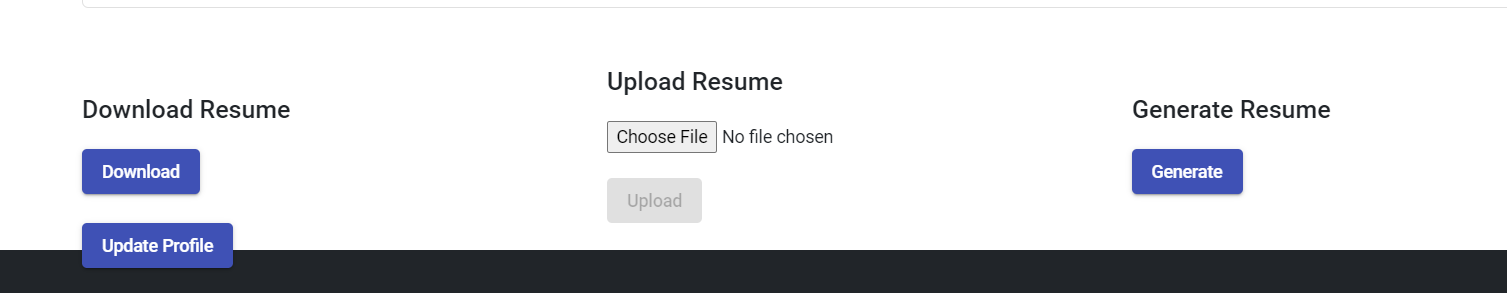 Download Resume
Download
Update Profile
Upload Resume
Choose File No file chosen
Upload
Generate Resume
Generate